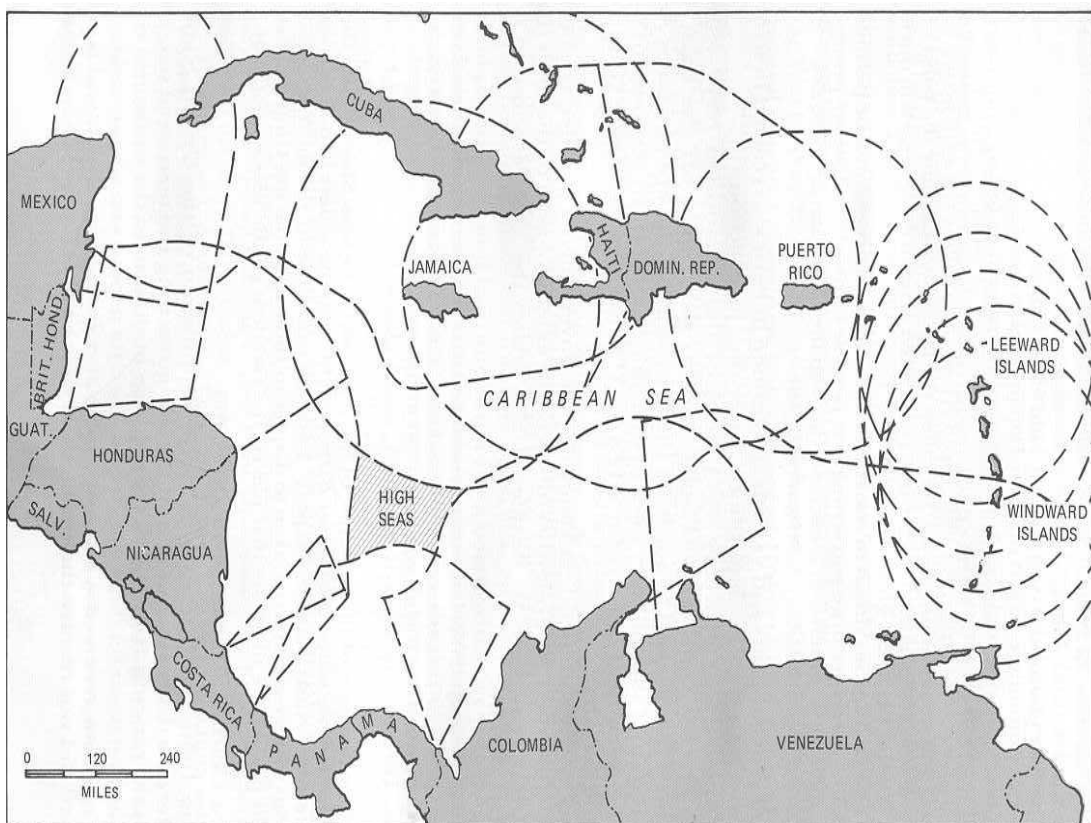 CUBA
MEXICO
HAITI
JAMAICA
DOMIN. REP.
PUERTO
RICO
BRIT. HOND.
LEEWARD
ISLANDS
CARIBBEAN SEA
GUAT.
HONDURAS
HIGH
SEAS
SALV.
WINDWARD
ISLANDS
NICARAGUA
COSTA RICA
PANAMA
COLOMBIA
VENEZUELA
0 120 240
MILES